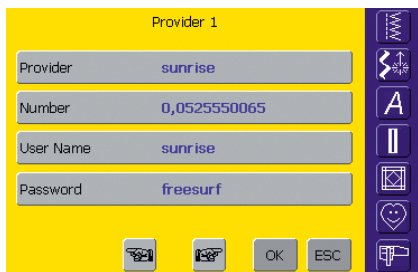 Provider 1
Provider sunrise
Number 0,0525550065
User Name sunrise
Password freesurf
OK ESC
A